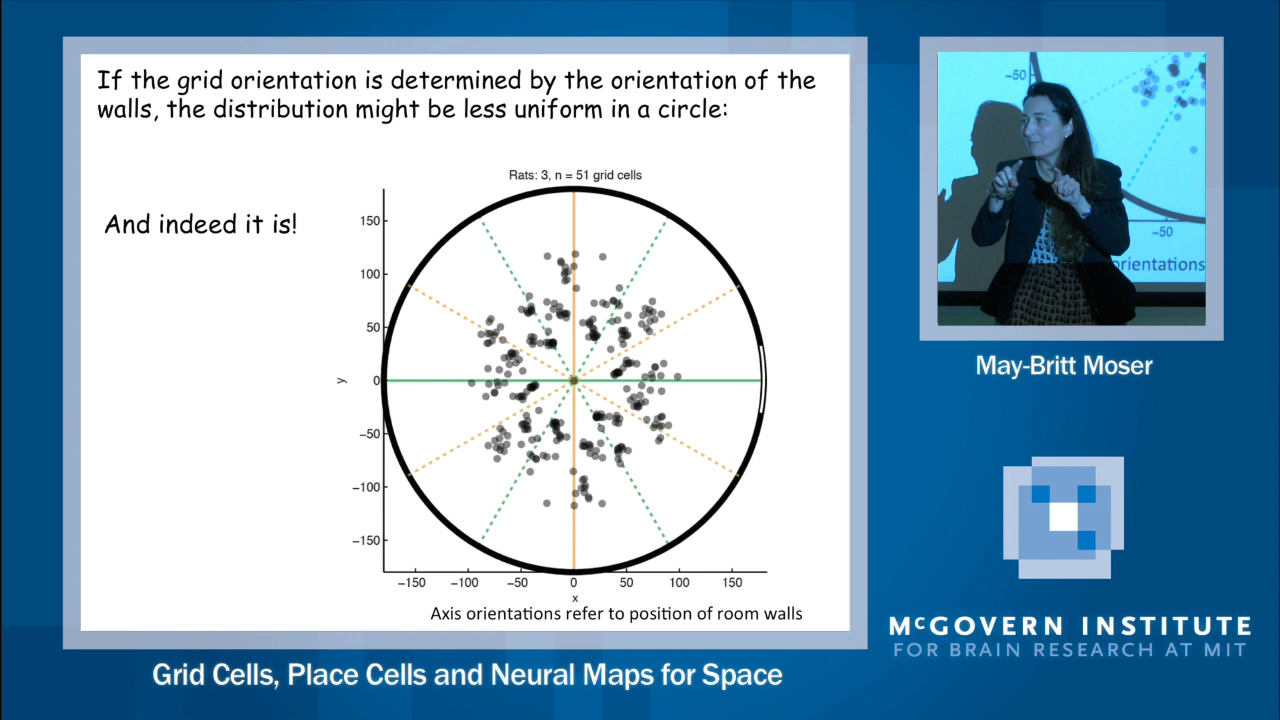 If the grid orientation is determined by the orientation of the
walls, the distribution might be less uniform in a circle:
And indeed it is!
Rats: 3, n = 51 grid cells
150
100
50
0
−50
−100
−150
y
−150 −100 −50 0 50 100 150
x
Axis orientations refer to position of room walls
−50
−50
orientations
May-Britt Moser
McGOVERN INSTITUTE
FOR BRAIN RESEARCH AT MIT
Grid Cells, Place Cells and Neural Maps for Space